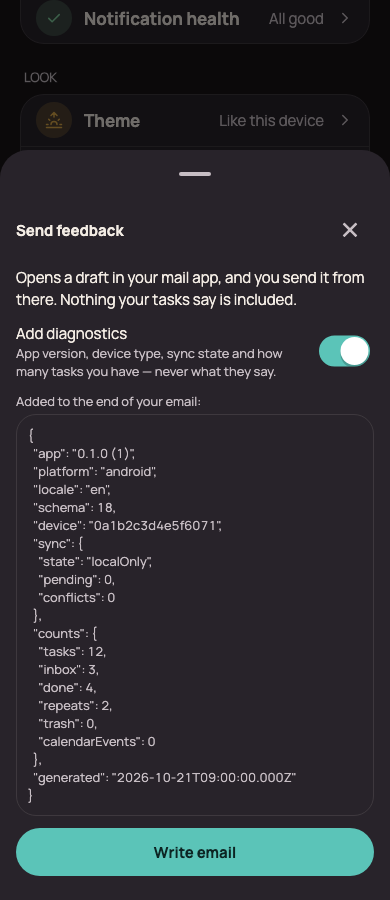 Notification health All good
LOOK
Theme Like this device
Send feedback
Opens a draft in your mail app, and you send it from
there. Nothing your tasks say is included.
Add diagnostics
App version, device type, sync state and how
many tasks you have — never what they say.
Added to the end of your email:
{
"app": "0.1.0 (1)",
"platform": "android",
"locale": "en",
"schema": 18,
"device": "0a1b2c3d4e5f6071",
"sync": {
"state": "localOnly",
"pending": 0,
"conflicts": 0
},
"counts": {
"tasks": 12,
"inbox": 3,
"done": 4,
"repeats": 2,
"trash": 0,
"calendarEvents": 0
},
"generated": "2026-10-21T09:00:00.000Z"
}
Write email